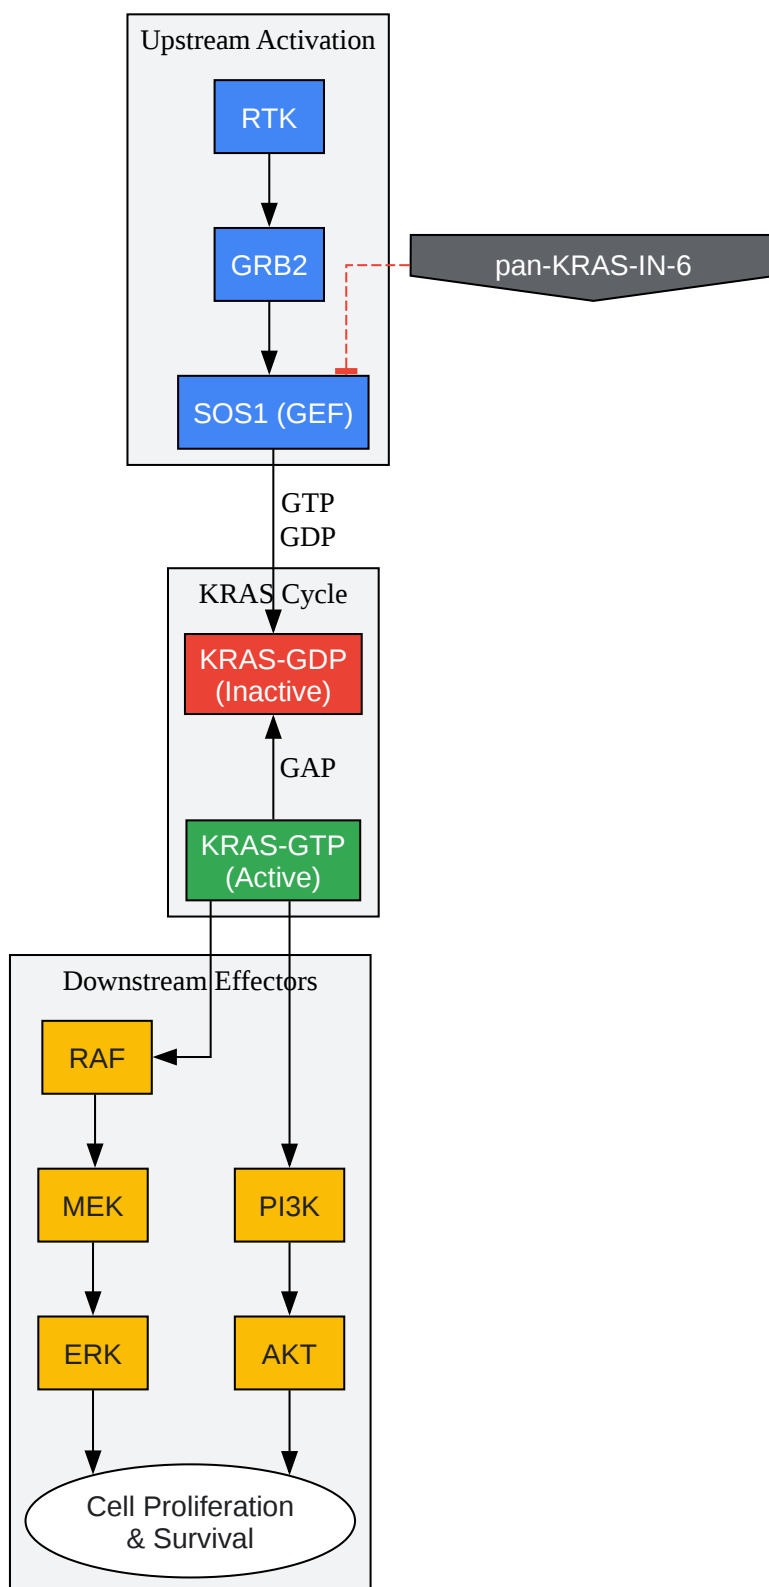 Upstream Activation
RTK
GRB2
pan-KRAS-IN-6
SOS1 (GEF)
GTP
GDP
KRAS Cycle
KRAS-GDP
(Inactive)
GAP
KRAS-GTP
(Active)
Downstream Effectors
RAF
MEK
PI3K
ERK
AKT
Cell Proliferation
& Survival